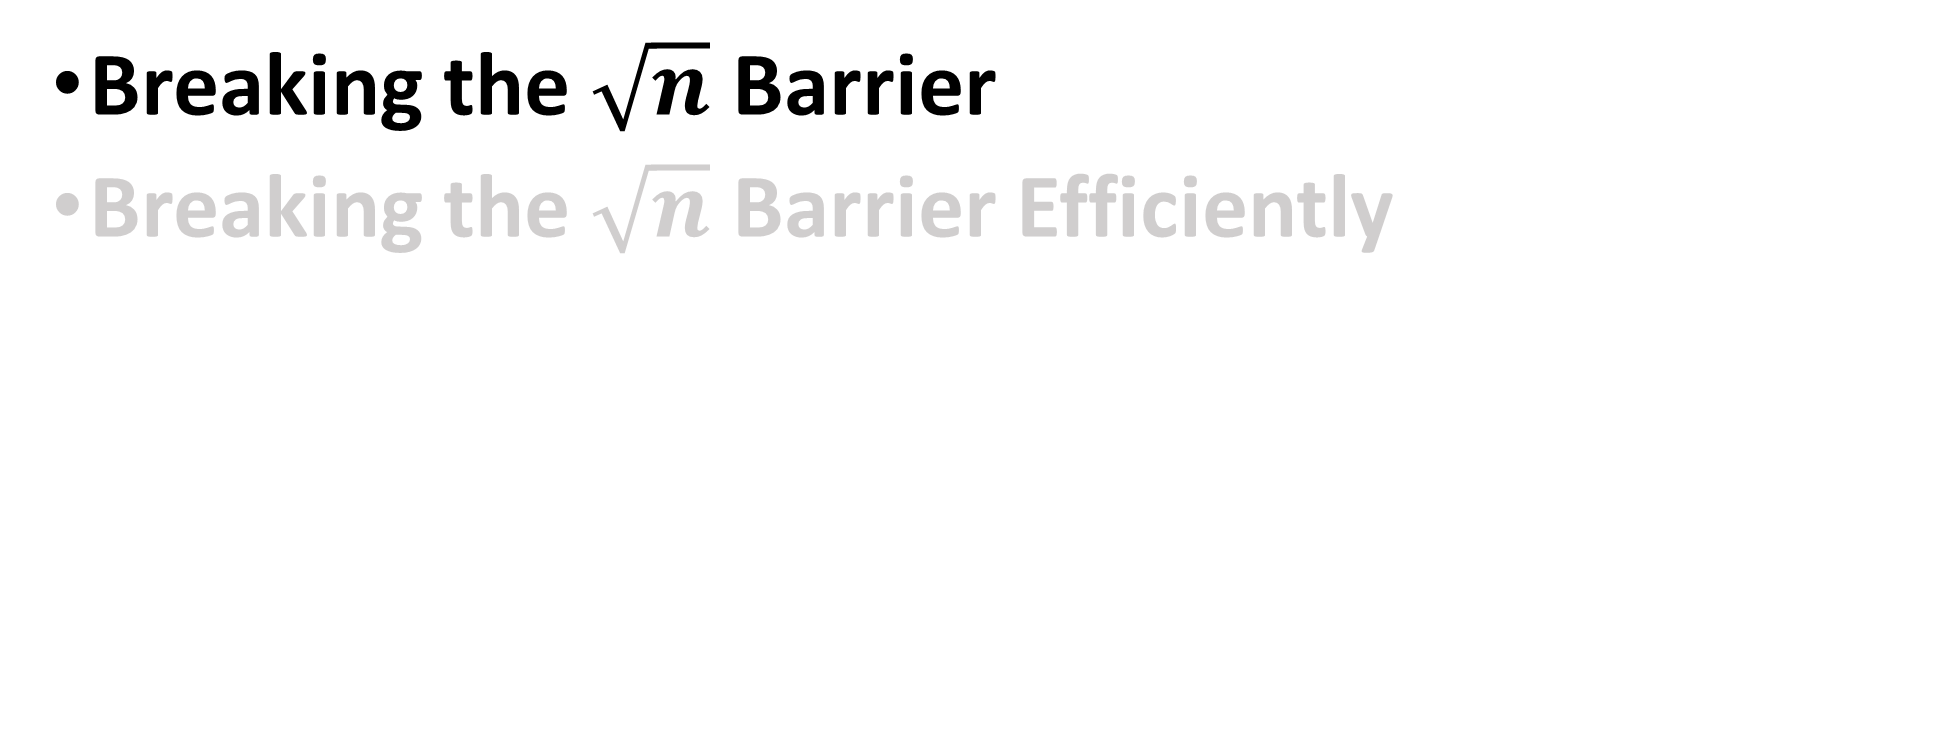 •Breaking the √n Barrier
•Breaking the √n Barrier Efficiently